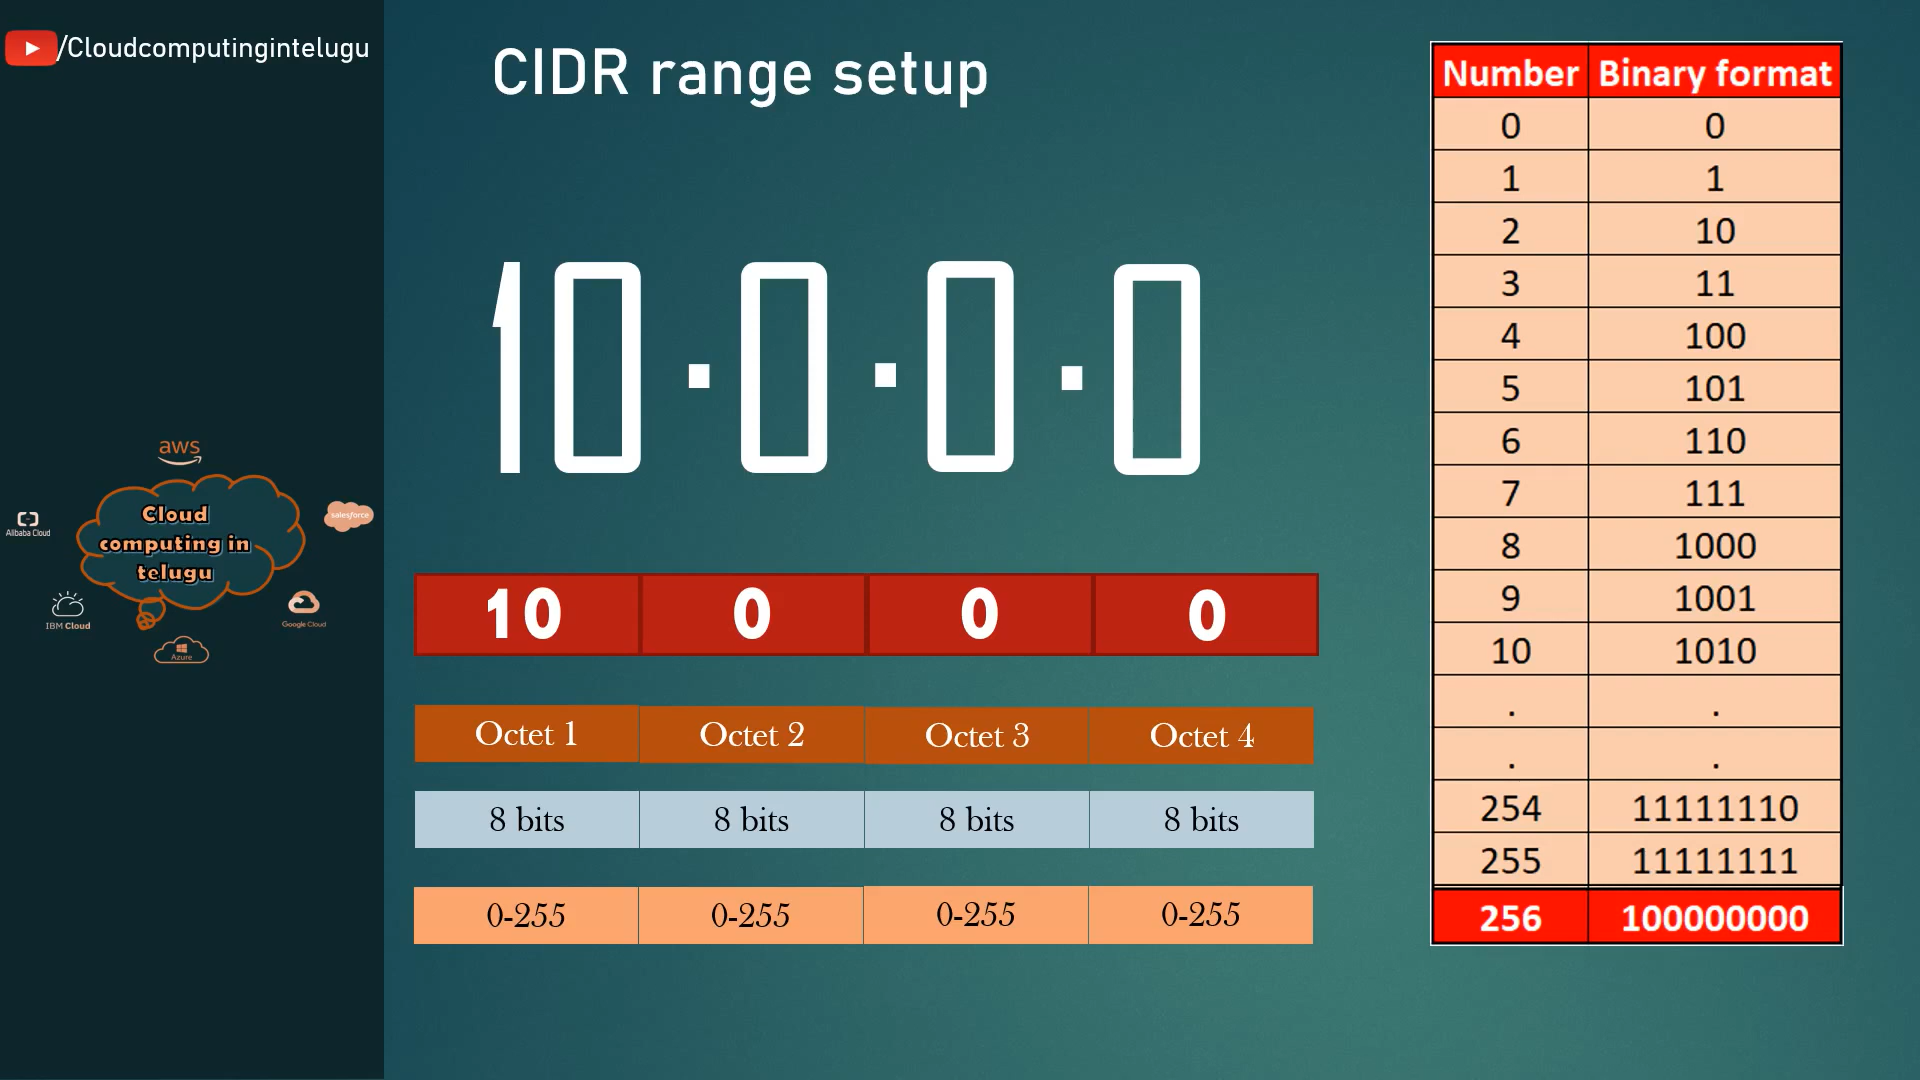 /Cloudcomputingintelugu
CIDR range setup
10.0.0.0
10 0 0 0
Octet 1 Octet 2 Octet 3 Octet 4
8 bits 8 bits 8 bits 8 bits
0-255 0-255 0-255 0-255
Number Binary format
0 0
1 1
2 10
3 11
4 100
5 101
6 110
7 111
8 1000
9 1001
10 1010
. .
. .
254 11111110
255 11111111
256 100000000
aws
Cloud
computing in
telugu
Alibaba Cloud
salesforce
IBM Cloud
Google Cloud
Azure